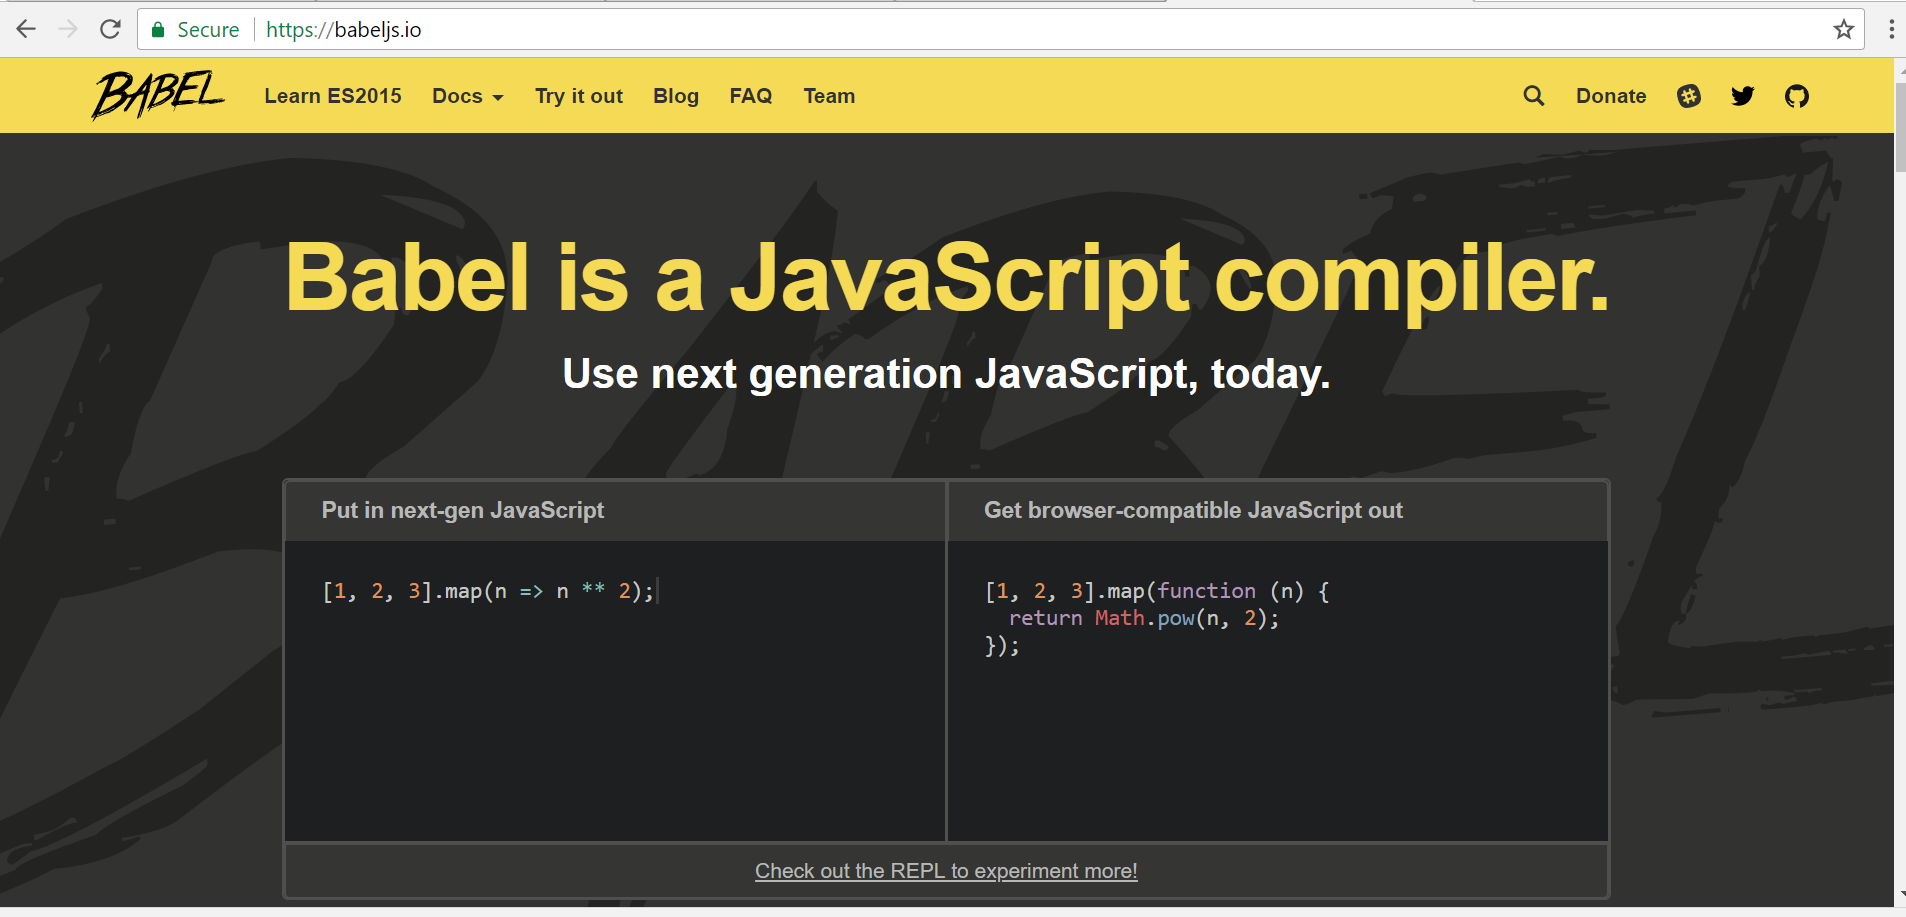 Secure https://babeljs.io
BABEL Learn ES2015 Docs Try it out Blog FAQ Team Donate
Babel is a JavaScript compiler.
Use next generation JavaScript, today.
Put in next-gen JavaScript
[1, 2, 3].map(n => n ** 2);
Get browser-compatible JavaScript out
[1, 2, 3].map(function (n) {
  return Math.pow(n, 2);
});
Check out the REPL to experiment more!